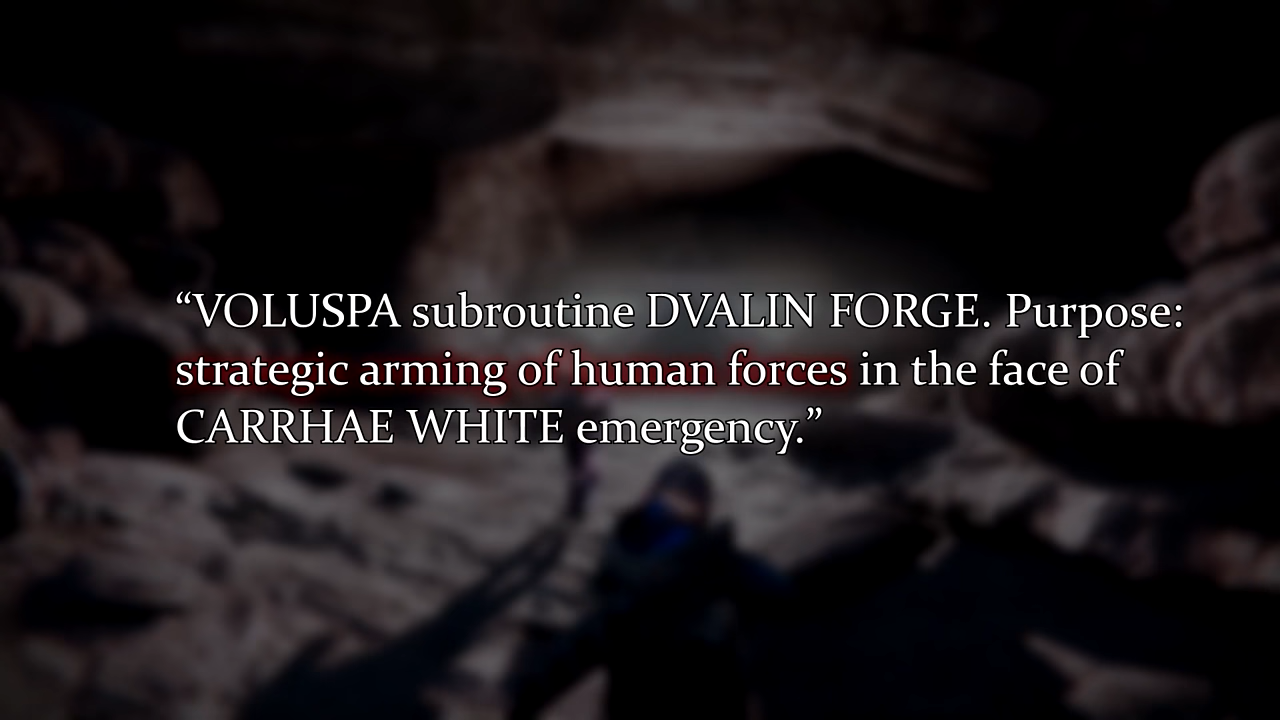 “VOLUSPA subroutine DVALIN FORGE. Purpose:
strategic arming of human forces in the face of
CARRHAE WHITE emergency.”